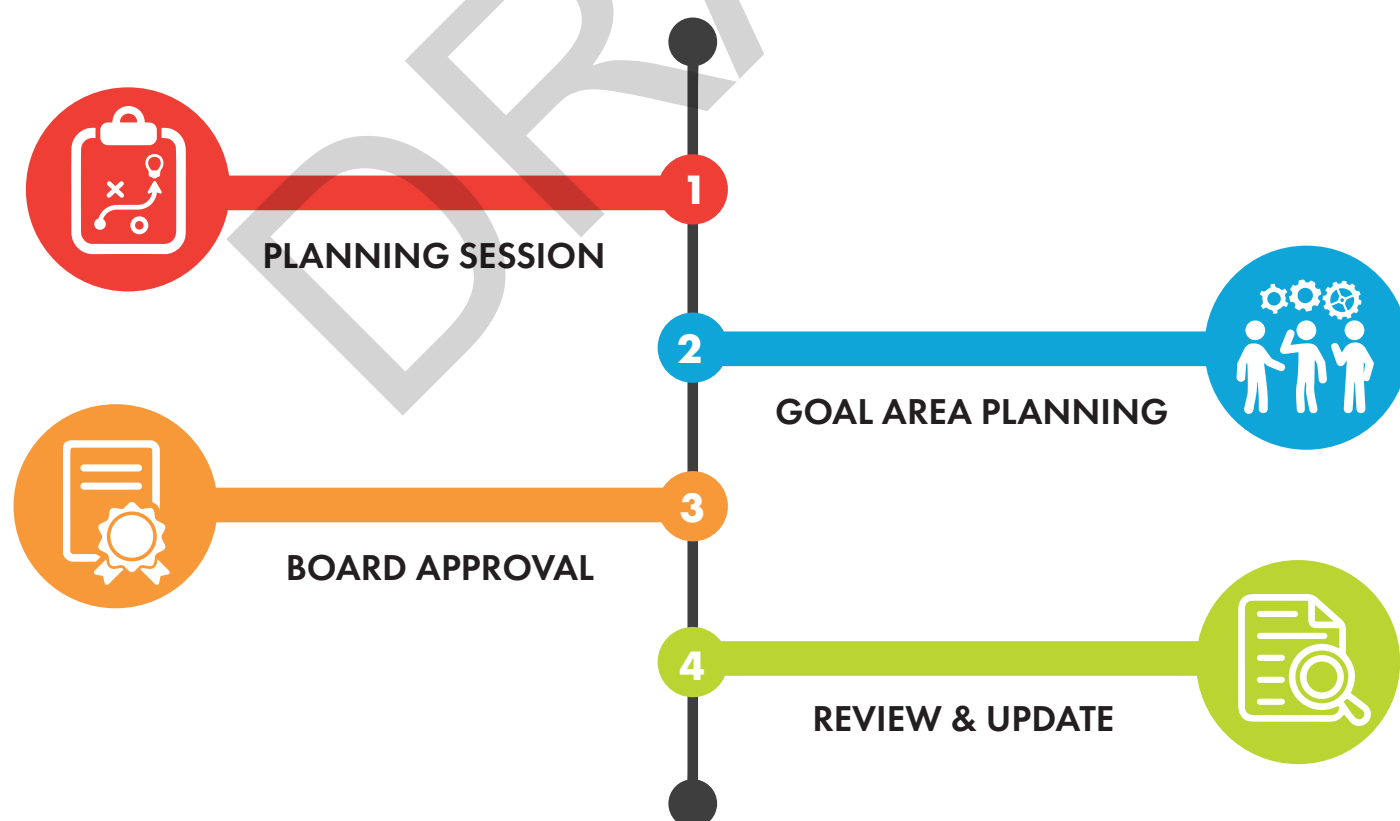 1
PLANNING SESSION
2
GOAL AREA PLANNING
3
BOARD APPROVAL
4
REVIEW & UPDATE